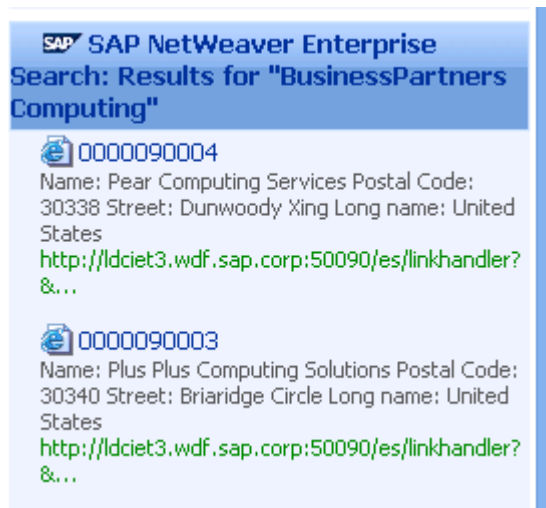 SAP SAP NetWeaver Enterprise
Search: Results for "BusinessPartners
Computing"
0000090004
Name: Pear Computing Services Postal Code:
30338 Street: Dunwoody Xing Long name: United
States
http://ldciet3.wdf.sap.corp:50090/es/linkhandler?
&...
0000090003
Name: Plus Plus Computing Solutions Postal Code:
30340 Street: Briaridge Circle Long name: United
States
http://ldciet3.wdf.sap.corp:50090/es/linkhandler?
&...